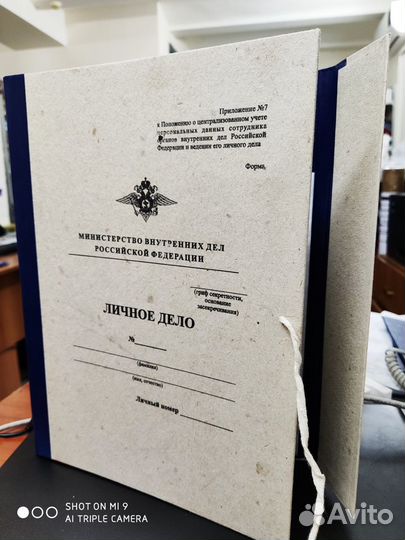 Приложение №7
к Положению о централизованном учете
персональных данных сотрудника
органов внутренних дел Российской
Федерации и ведении его личного дела
Форма,
МИНИСТЕРСТВО ВНУТРЕННИХ ДЕЛ
РОССИЙСКОЙ ФЕДЕРАЦИИ
(гриф секретности,
основание
засекречивания)
ЛИЧНОЕ ДЕЛО
№
(фамилия)
(имя, отчество)
Личный номер
SHOT ON MI 9
AI TRIPLE CAMERA
Avito